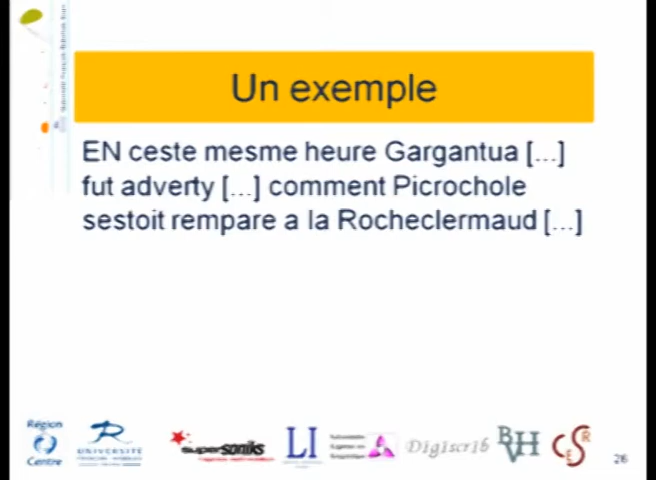 Un exemple
EN ceste mesme heure Gargantua [...]
fut adverty [...] comment Picrochole
sestoit rempare a la Rocheclermaud [...]
Région
Centre
UNIVERSITÉ
supersoniks
LI
Digiscrib
BVH
CESR
26